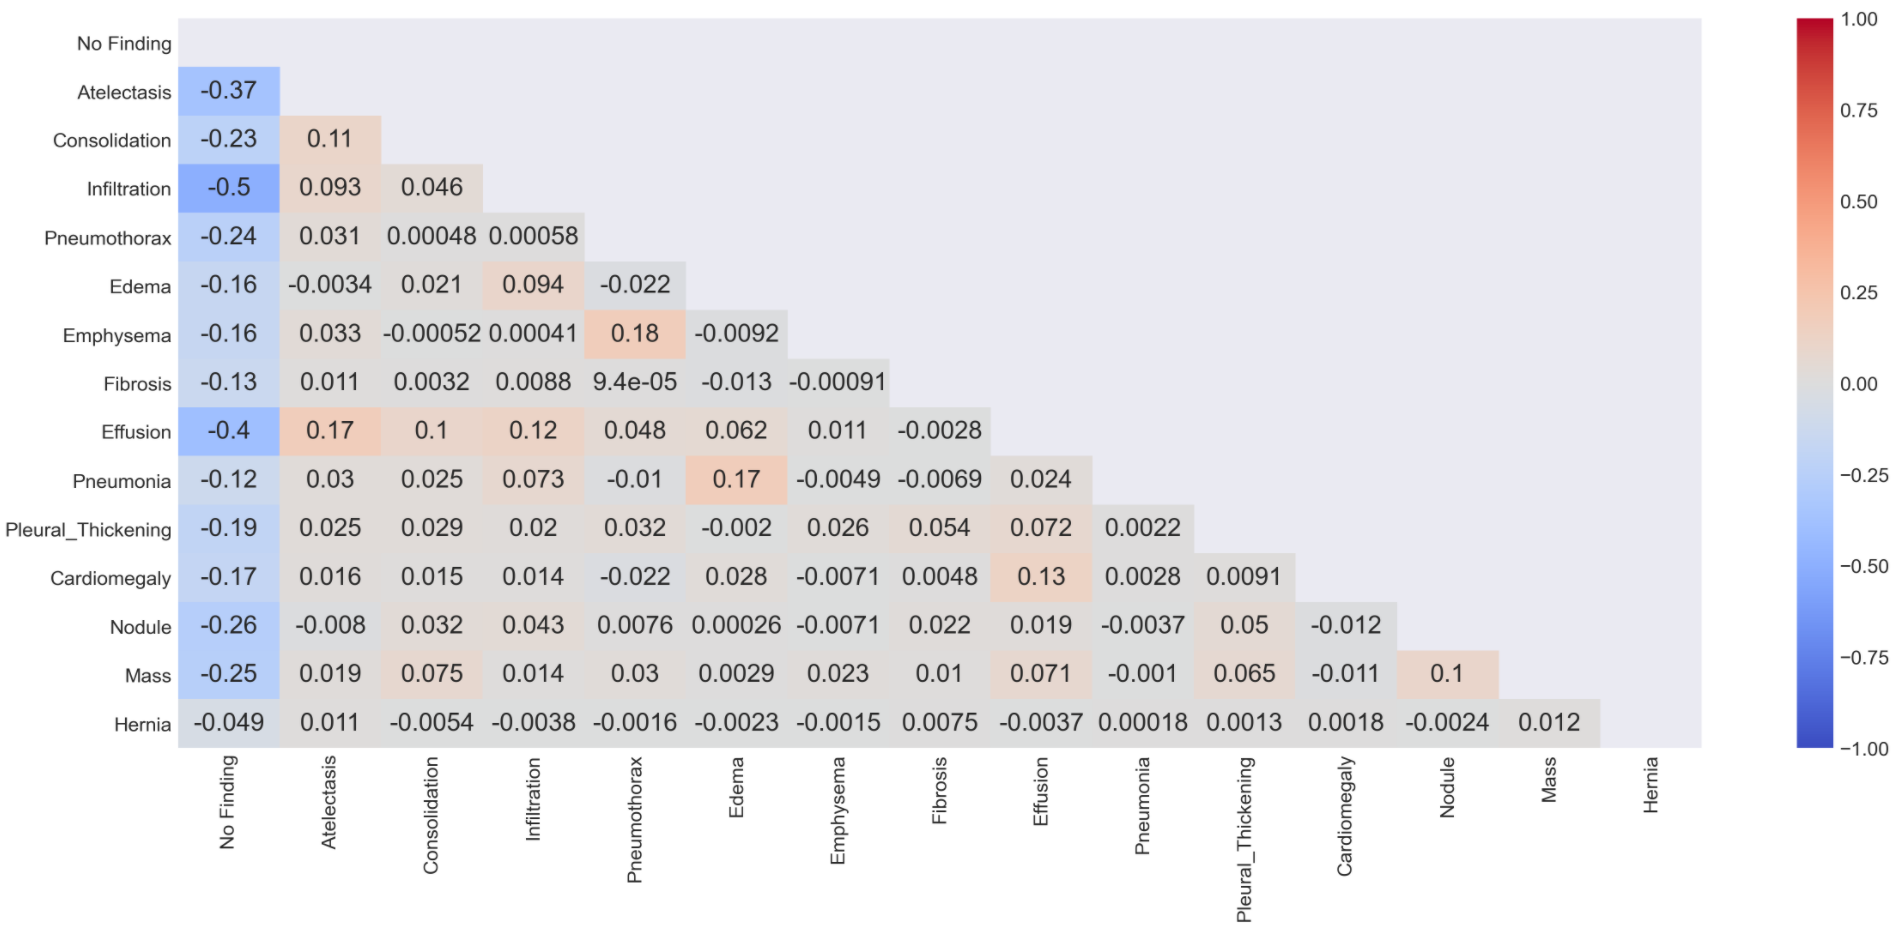 No Finding
Atelectasis -0.37
Consolidation -0.23 0.11
Infiltration -0.5 0.093 0.046
Pneumothorax -0.24 0.031 0.00048 0.00058
Edema -0.16 -0.0034 0.021 0.094 -0.022
Emphysema -0.16 0.033 -0.00052 0.00041 0.18 -0.0092
Fibrosis -0.13 0.011 0.0032 0.0088 9.4e-05 -0.013 -0.00091
Effusion -0.4 0.17 0.1 0.12 0.048 0.062 0.011 -0.0028
Pneumonia -0.12 0.03 0.025 0.073 -0.01 0.17 -0.0049 -0.0069 0.024
Pleural_Thickening -0.19 0.025 0.029 0.02 0.032 -0.002 0.026 0.054 0.072 0.0022
Cardiomegaly -0.17 0.016 0.015 0.014 -0.022 0.028 -0.0071 0.0048 0.13 0.0028 0.0091
Nodule -0.26 -0.008 0.032 0.043 0.0076 0.00026 -0.0071 0.022 0.019 -0.0037 0.05 -0.012
Mass -0.25 0.019 0.075 0.014 0.03 0.0029 0.023 0.01 0.071 -0.001 0.065 -0.011 0.1
Hernia -0.049 0.011 -0.0054 -0.0038 -0.0016 -0.0023 -0.0015 0.0075 -0.0037 0.00018 0.0013 0.0018 -0.0024 0.012
No Finding
Atelectasis
Consolidation
Infiltration
Pneumothorax
Edema
Emphysema
Fibrosis
Effusion
Pneumonia
Pleural_Thickening
Cardiomegaly
Nodule
Mass
Hernia
1.00
0.75
0.50
0.25
0.00
−0.25
−0.50
−0.75
−1.00